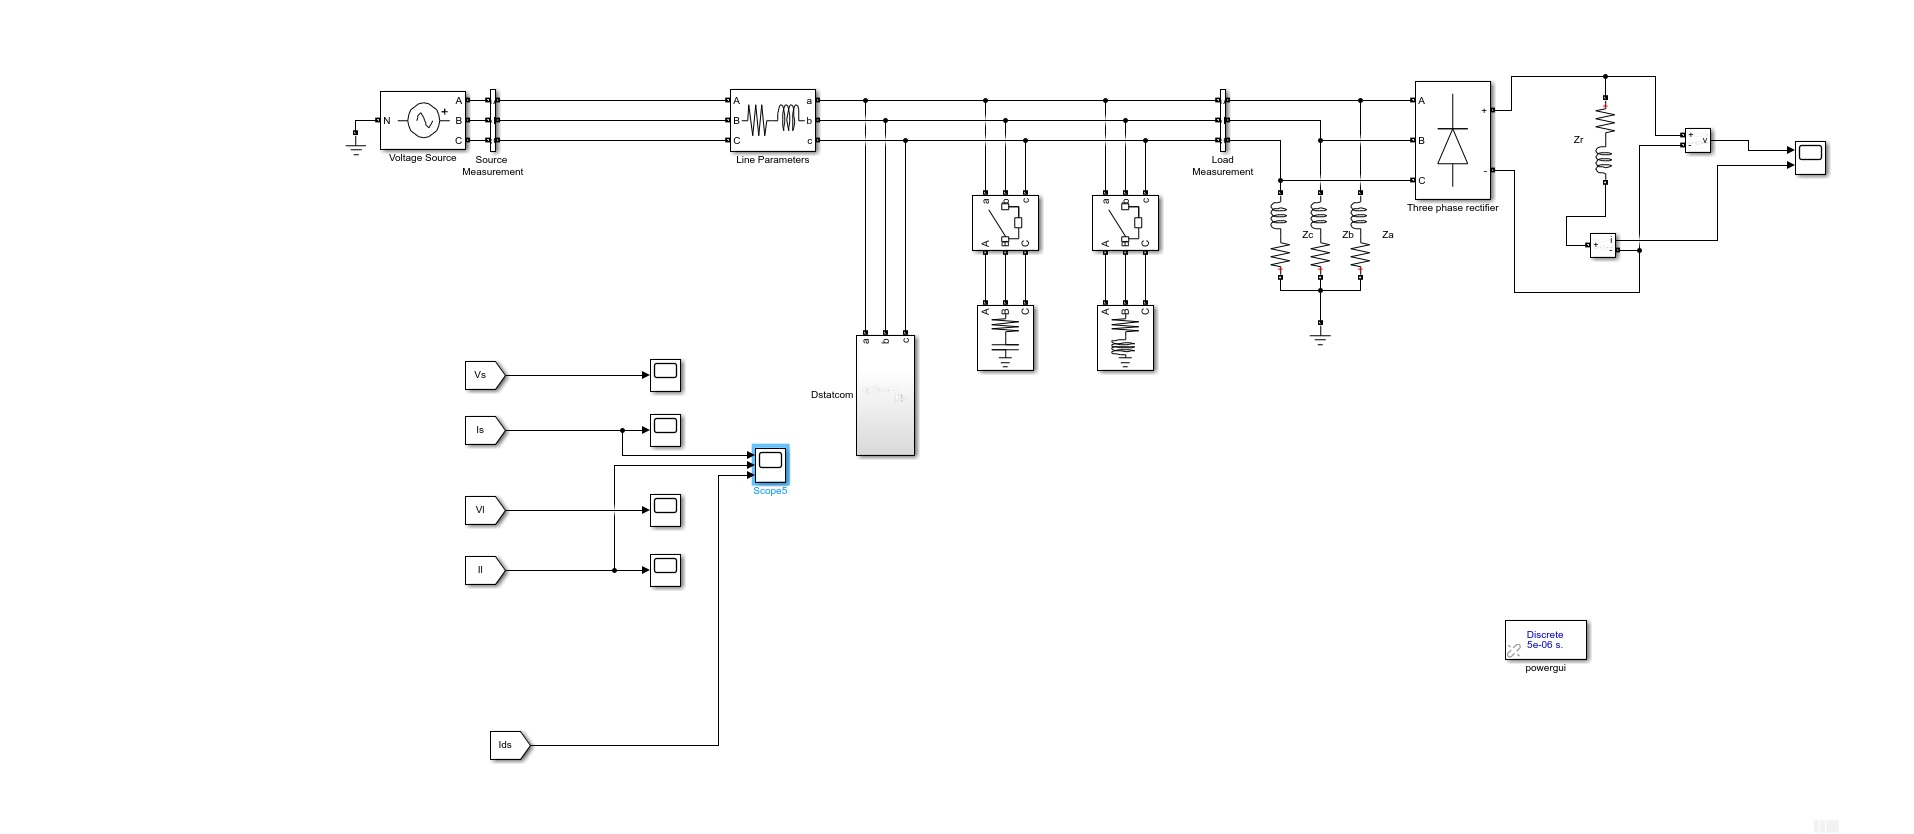 N
A
B
C
Voltage Source
Source
Measurement
A
B
C
a
b
c
Line Parameters
Load
Measurement
A
B
C
+
-
Three phase rectifier
Zr
+
-
v
+
i
-
a
b
c
A
B
C
A
B
C
a
b
c
A
B
C
A
B
C
Zc
Zb
Za
a
b
c
Dstatcom
Vs
Is
Scope5
Vl
Il
Ids
Discrete
5e-06 s.
powergui